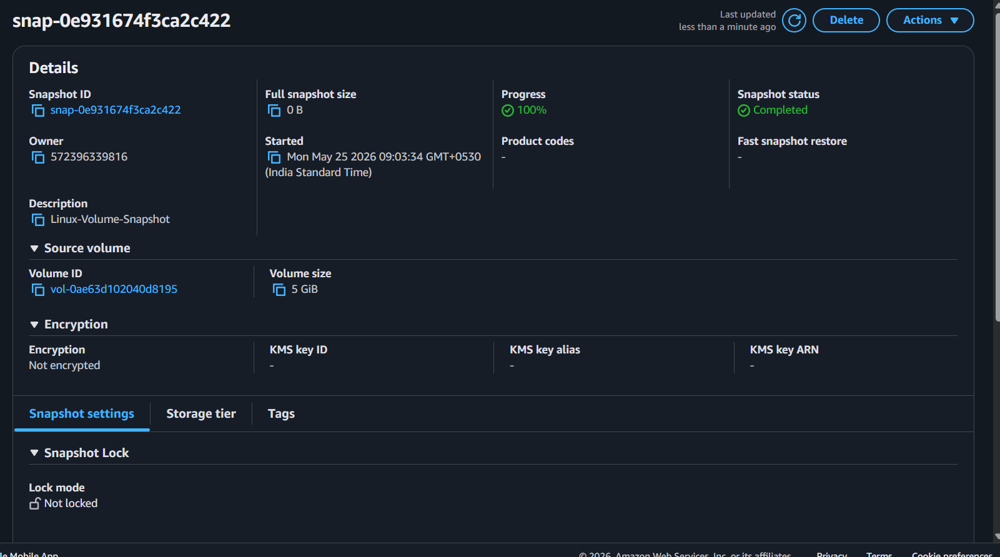 snap-0e931674f3ca2c422
Last updated
less than a minute ago
Delete
Actions
Details
Snapshot ID
snap-0e931674f3ca2c422
Full snapshot size
0 B
Progress
100%
Snapshot status
Completed
Owner
572396339816
Started
Mon May 25 2026 09:03:34 GMT+0530
(India Standard Time)
Product codes
-
Fast snapshot restore
-
Description
Linux-Volume-Snapshot
Source volume
Volume ID
vol-0ae63d102040d8195
Volume size
5 GiB
Encryption
Encryption
Not encrypted
KMS key ID
-
KMS key alias
-
KMS key ARN
-
Snapshot settings
Storage tier
Tags
Snapshot Lock
Lock mode
Not locked
le Mobile App
© 2026, Amazon Web Services, Inc. or its affiliates.
Privacy
Terms
Cookie preferences